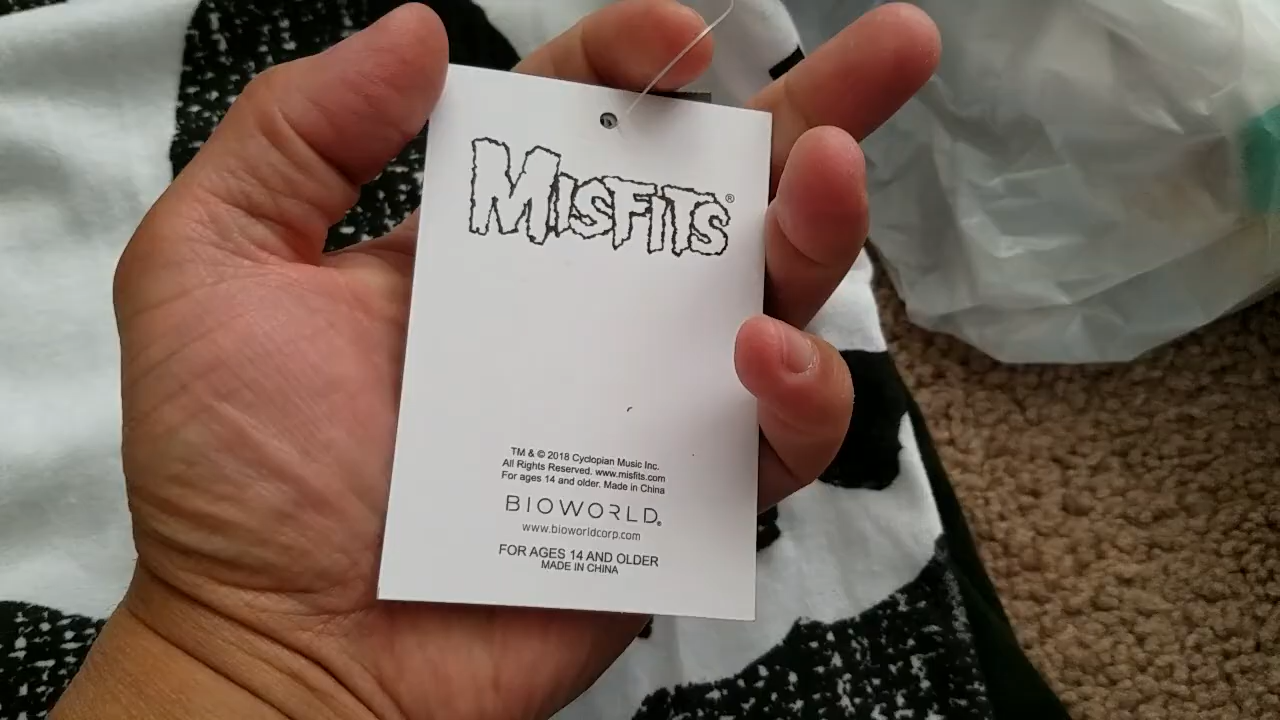 MISFITS®
TM & © 2018 Cyclopian Music Inc.
All Rights Reserved. www.misfits.com
For ages 14 and older. Made in China
BIOWORLD®
www.bioworldcorp.com
FOR AGES 14 AND OLDER
MADE IN CHINA